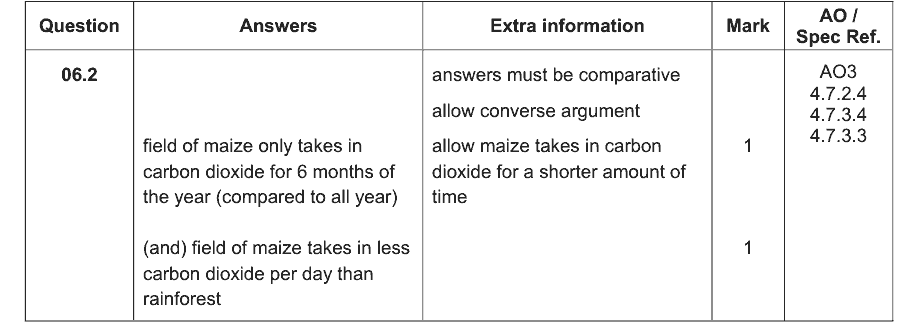 Question Answers Extra information Mark AO /
Spec Ref.
06.2 answers must be comparative AO3
4.7.2.4
allow converse argument 4.7.3.4
4.7.3.3
field of maize only takes in allow maize takes in carbon 1
carbon dioxide for 6 months of dioxide for a shorter amount of
the year (compared to all year) time
(and) field of maize takes in less 1
carbon dioxide per day than
rainforest